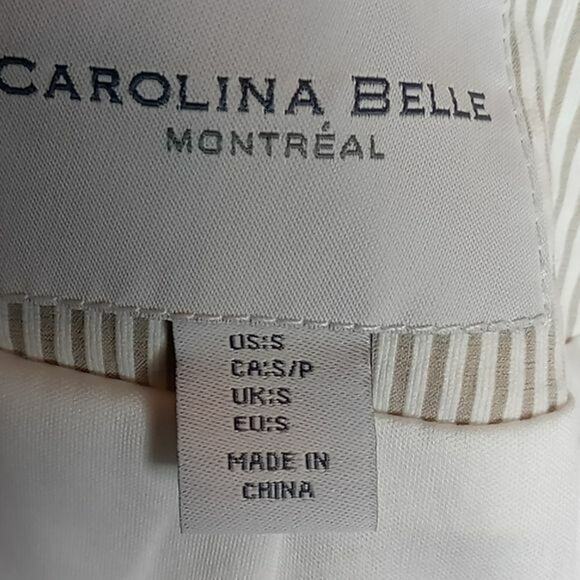 CAROLINA BELLE
MONTRÉAL
US:S
CA:S/P
UK:S
EU:S
MADE IN
CHINA